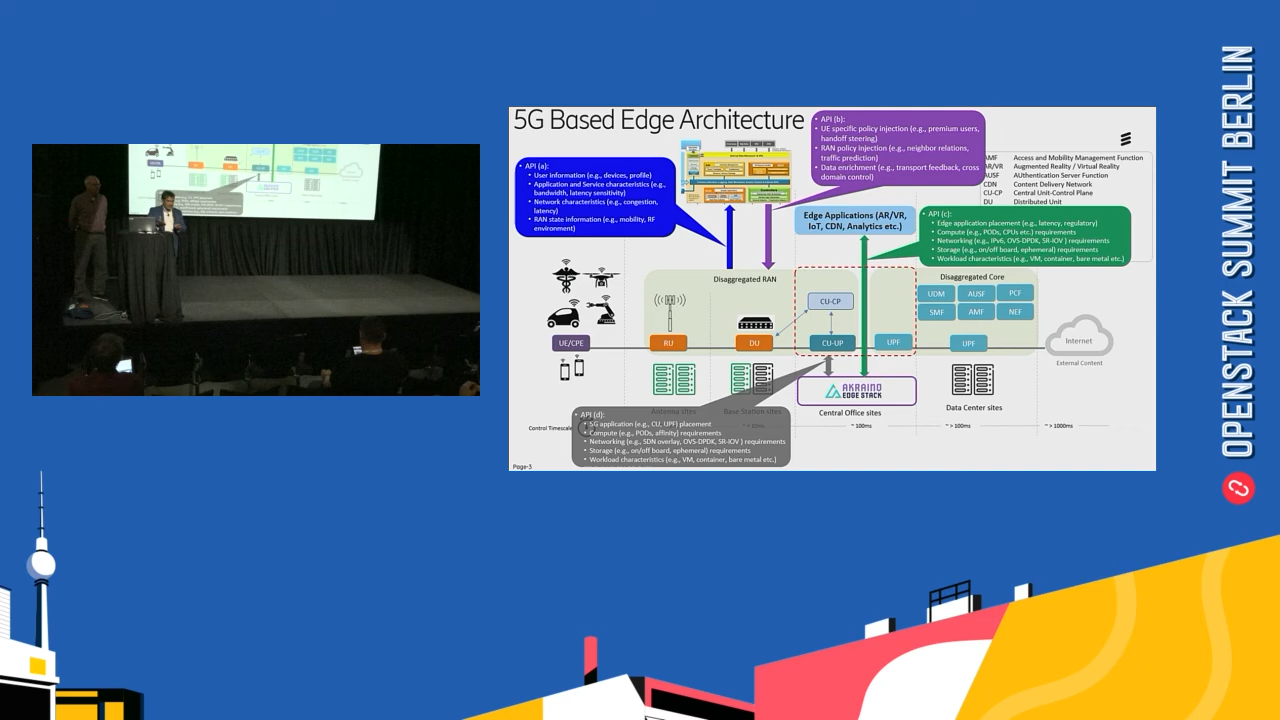 5G Based Edge Architecture
• API (b):
• UE specific policy injection (e.g., premium users,
handoff steering)
• RAN policy injection (e.g., neighbor relations,
traffic prediction)
• Data enrichment (e.g., transport feedback, cross
domain control)
• API (a):
• User information (e.g., devices, profile)
• Application and Service characteristics (e.g.,
bandwidth, latency sensitivity)
• Network characteristics (e.g., congestion,
latency)
• RAN state information (e.g., mobility, RF
environment)
AMF Access and Mobility Management Function
AR/VR Augmented Reality / Virtual Reality
AUSF AUthentication Server Function
CDN Content Delivery Network
CU-CP Central Unit-Control Plane
DU Distributed Unit
Edge Applications (AR/VR,
IoT, CDN, Analytics etc.)
• API (c):
• Edge application placement (e.g., latency, regulatory)
• Compute (e.g., PODs, CPUs etc.) requirements
• Networking (e.g., IPv6, OVS-DPDK, SR-IOV ) requirements
• Storage (e.g., on/off board, ephemeral) requirements
• Workload characteristics (e.g., VM, container, bare metal etc.)
Disaggregated RAN
Disaggregated Core
UDM AUSF PCF
SMF AMF NEF
CU-CP
UE/CPE RU DU CU-UP UPF UPF
Internet
External Content
AKRAINO
EDGE STACK
Antenna sites Base Station sites Central Office sites Data Center sites
Control Timescale ~ 100ms ~ > 100ms ~ > 1000ms
• API (d):
• 5G application (e.g., CU, UPF) placement
• Compute (e.g., PODs, affinity) requirements
• Networking (e.g., SDN overlay, OVS-DPDK, SR-IOV ) requirements
• Storage (e.g., on/off board, ephemeral) requirements
• Workload characteristics (e.g., VM, container, bare metal etc.)
Page-3
OPENSTACK SUMMIT BERLIN